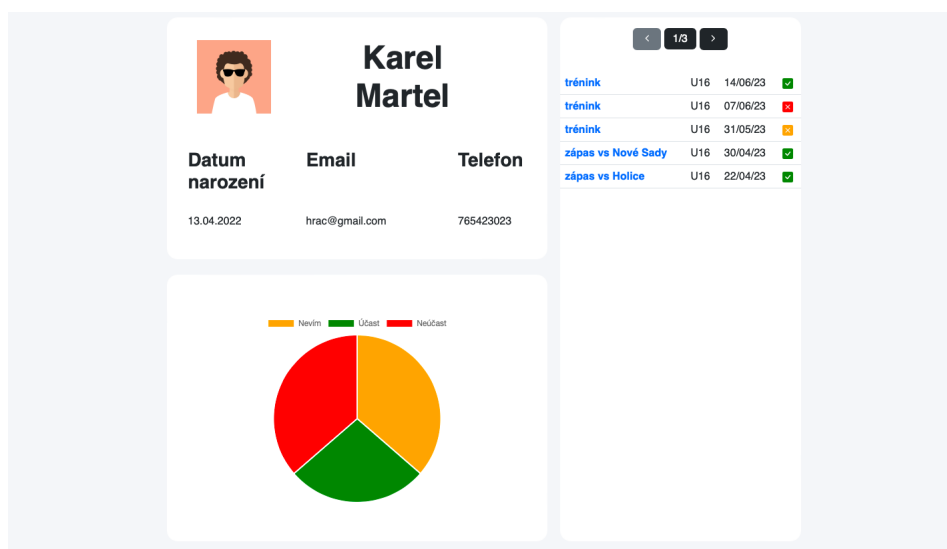 Karel
Martel
Datum
narození
Email
Telefon
13.04.2022
hrac@gmail.com
765423023
Nevím
Účast
Neúčast
1/3
trénink U16 14/06/23
trénink U16 07/06/23
trénink U16 31/05/23
zápas vs Nové Sady U16 30/04/23
zápas vs Holice U16 22/04/23